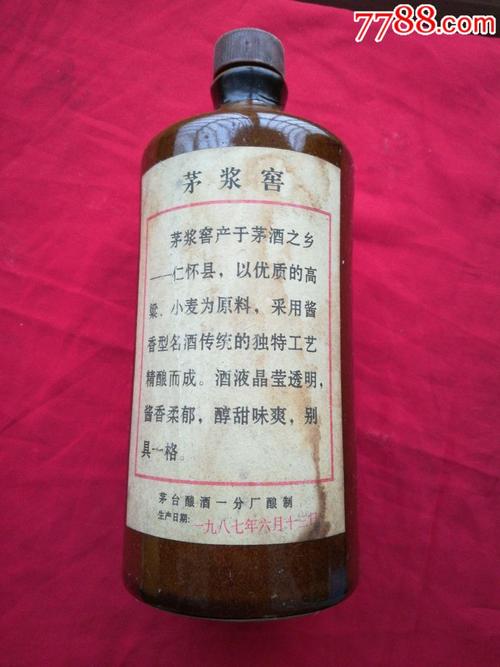 7788.com
茅浆窖
茅浆窖产于茅酒之乡
——仁怀县，以优质的高
粱、小麦为原料，采用酱
香型名酒传统的独特工艺
精酿而成。酒液晶莹透明，
酱香柔郁，醇甜味爽，别
具一格。
茅台酿酒一分厂酿制
生产日期：一九八七年六月十二日